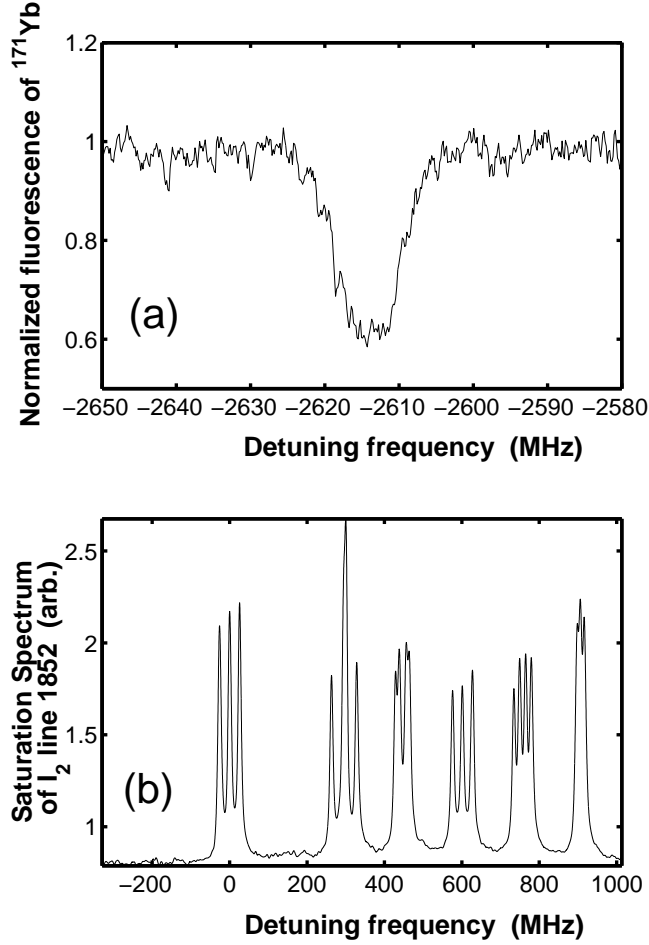 Normalized fluorescence of ¹⁷¹Yb
1.2
1
0.8
0.6
(a)
−2650 −2640 −2630 −2620 −2610 −2600 −2590 −2580
Detuning frequency (MHz)
Saturation Spectrum
of I₂ line 1852 (arb.)
2.5
2
1.5
1
(b)
−200 0 200 400 600 800 1000
Detuning frequency (MHz)